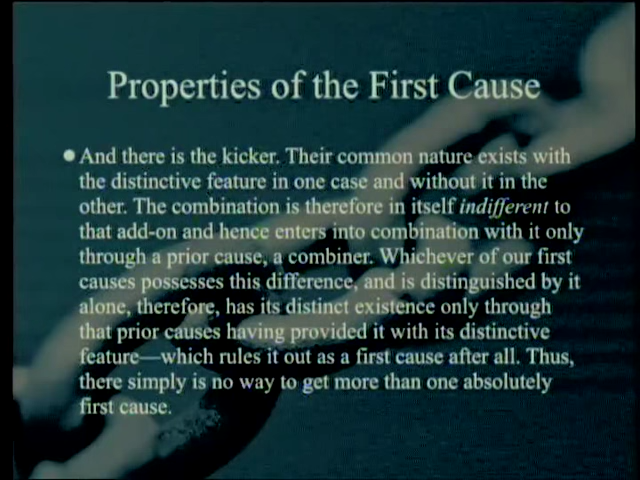 Properties of the First Cause
And there is the kicker. Their common nature exists with
the distinctive feature in one case and without it in the
other. The combination is therefore in itself indifferent to
that add-on and hence enters into combination with it only
through a prior cause, a combiner. Whichever of our first
causes possesses this difference, and is distinguished by it
alone, therefore, has its distinct existence only through
that prior causes having provided it with its distinctive
feature—which rules it out as a first cause after all. Thus,
there simply is no way to get more than one absolutely
first cause.